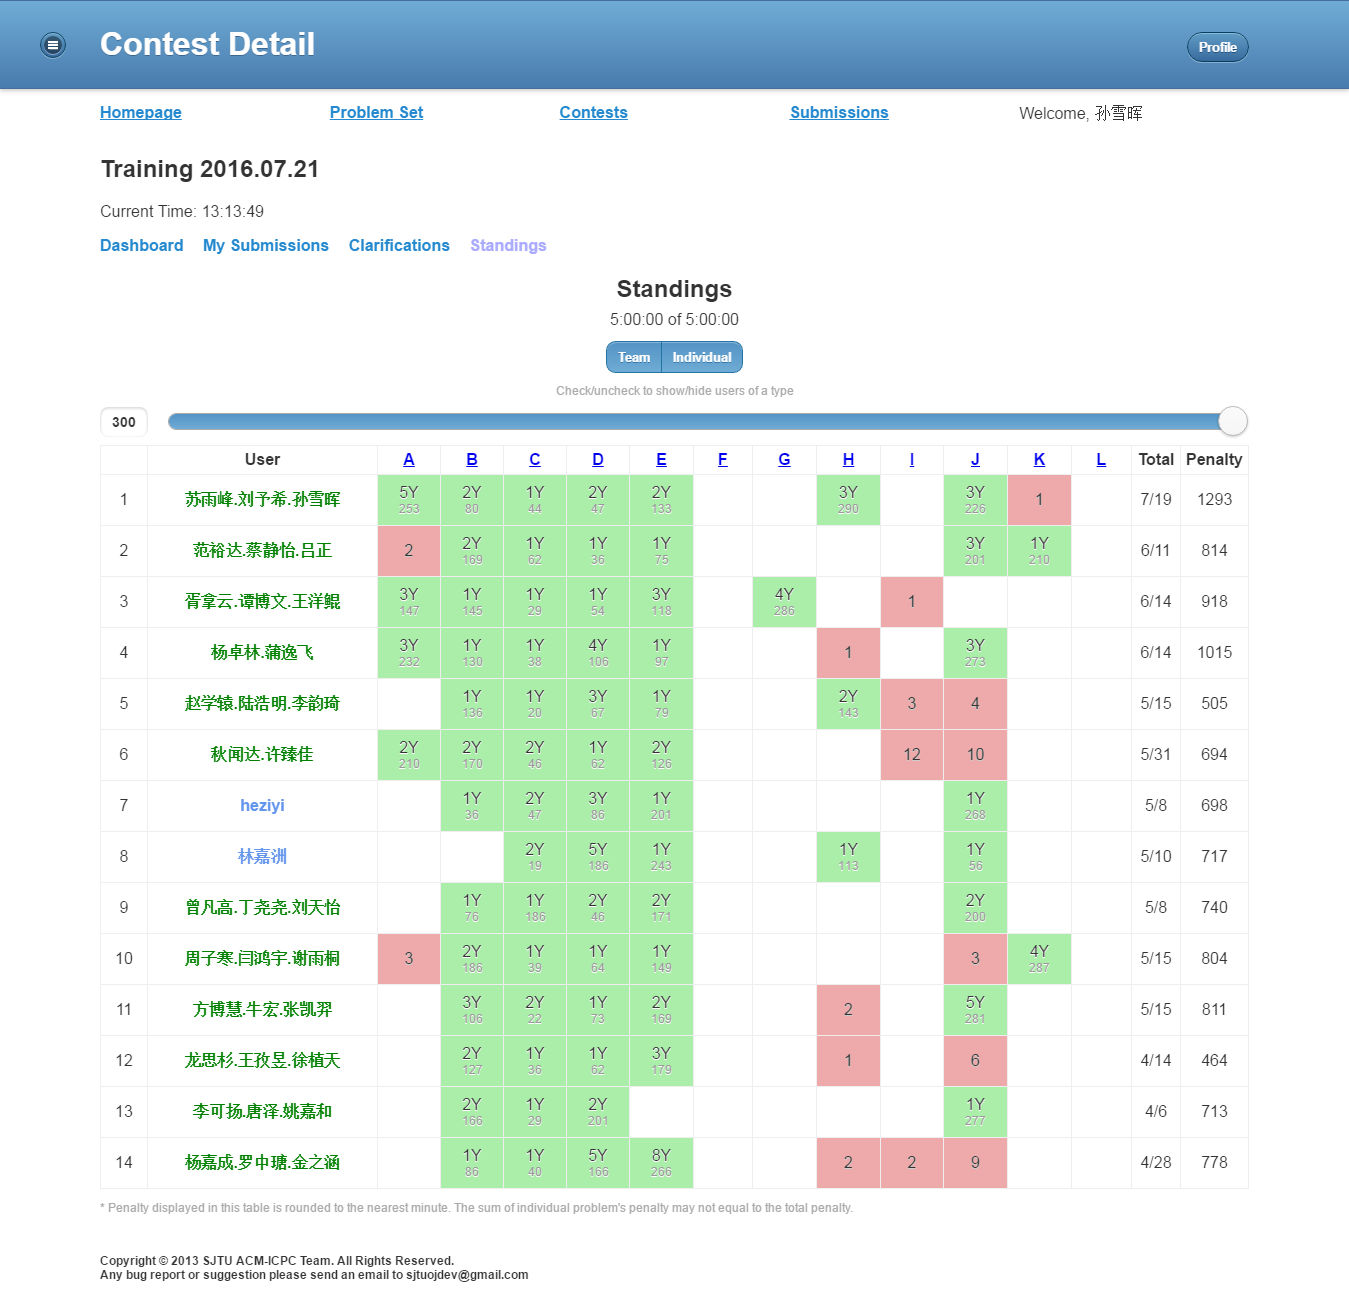 Contest Detail
Profile
Homepage Problem Set Contests Submissions Welcome, 孙雪晖
Training 2016.07.21
Current Time: 13:13:49
Dashboard My Submissions Clarifications Standings
Standings
5:00:00 of 5:00:00
Team Individual
Check/uncheck to show/hide users of a type
300
User A B C D E F G H I J K L Total Penalty
1 苏雨峰.刘予希.孙雪晖 5Y 2Y 1Y 2Y 2Y 3Y 3Y 1 7/19 1293
253 80 44 47 133 290 226
2 范裕达.蔡静怡.吕正 2 2Y 1Y 1Y 1Y 3Y 1Y 6/11 814
169 62 36 75 201 210
3 胥拿云.谭博文.王洋鲲 3Y 1Y 1Y 1Y 3Y 4Y 1 6/14 918
147 145 29 54 118 286
4 杨卓林.蒲逸飞 3Y 1Y 1Y 4Y 1Y 1 3Y 6/14 1015
232 130 38 106 97 273
5 赵学辕.陆浩明.李韵琦 1Y 1Y 3Y 1Y 2Y 3 4 5/15 505
136 20 67 79 143
6 秋闻达.许臻佳 2Y 2Y 2Y 1Y 2Y 12 10 5/31 694
210 170 46 62 126
7 heziyi 1Y 2Y 3Y 1Y 1Y 5/8 698
36 47 86 201 268
8 林嘉洲 2Y 5Y 1Y 1Y 1Y 5/10 717
19 186 243 113 56
9 曾凡高.丁尧尧.刘天怡 1Y 1Y 2Y 2Y 2Y 5/8 740
76 186 46 171 200
10 周子寒.闫鸿宇.谢雨桐 3 2Y 1Y 1Y 1Y 3 4Y 5/15 804
186 39 64 149 287
11 方博慧.牛宏.张凯羿 3Y 2Y 1Y 2Y 2 5Y 5/15 811
106 22 73 169 281
12 龙思杉.王孜昱.徐植天 2Y 1Y 1Y 3Y 1 6 4/14 464
127 36 62 179
13 李可扬.唐泽.姚嘉和 2Y 1Y 2Y 1Y 4/6 713
166 29 201 277
14 杨嘉成.罗中瑭.金之涵 1Y 1Y 5Y 8Y 2 2 9 4/28 778
86 40 166 266
* Penalty displayed in this table is rounded to the nearest minute. The sum of individual problem's penalty may not equal to the total penalty.
Copyright © 2013 SJTU ACM-ICPC Team. All Rights Reserved.
Any bug report or suggestion please send an email to sjtuojdev@gmail.com